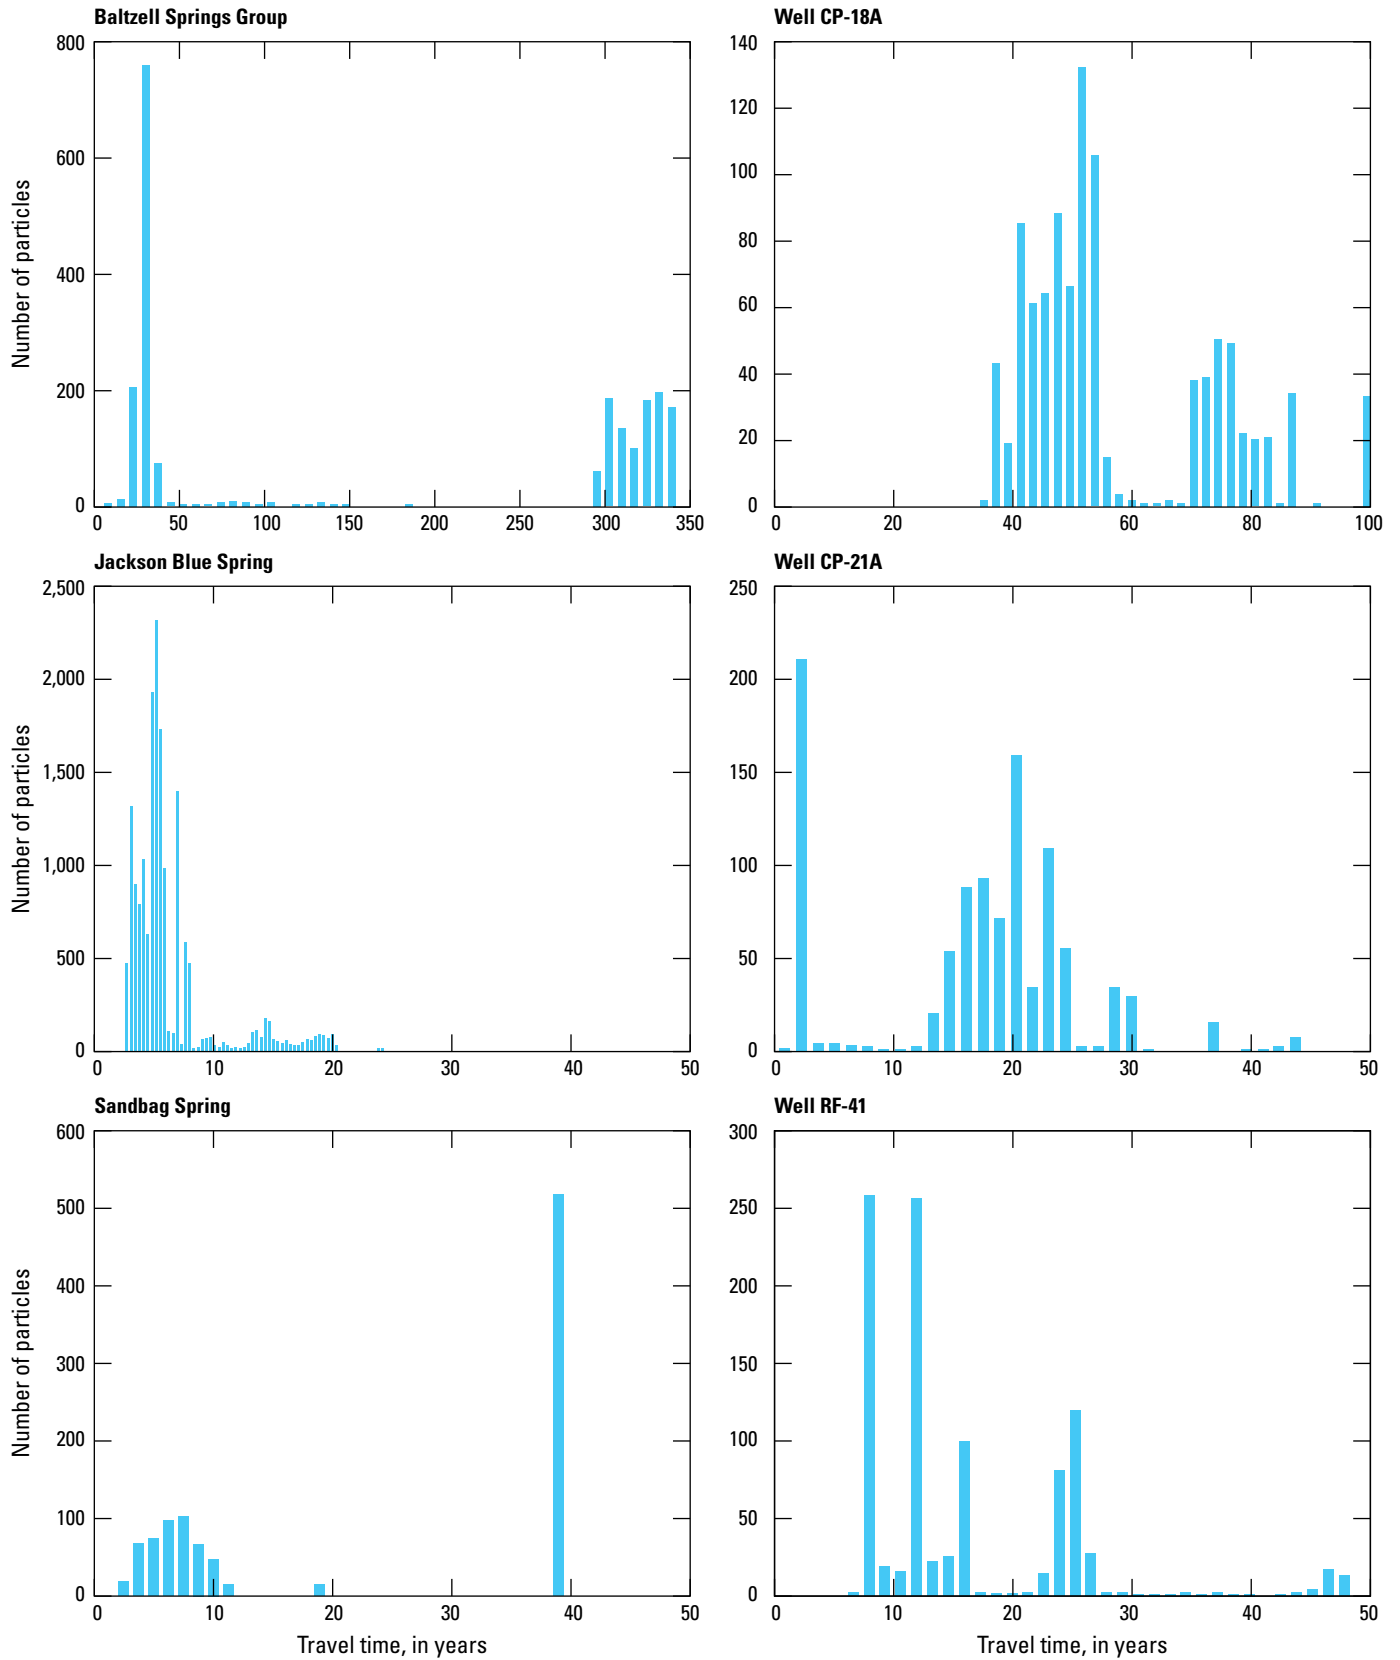 Baltzell Springs Group
800
600
400
200
0
0 50 100 150 200 250 300 350
Number of particles
Well CP-18A
140
120
100
80
60
40
20
0
0 20 40 60 80 100
Jackson Blue Spring
2,500
2,000
1,500
1,000
500
0
0 10 20 30 40 50
Number of particles
Well CP-21A
250
200
150
100
50
0
0 10 20 30 40 50
Sandbag Spring
600
500
400
300
200
100
0
0 10 20 30 40 50
Number of particles
Travel time, in years
Well RF-41
300
250
200
150
100
50
0
0 10 20 30 40 50
Travel time, in years